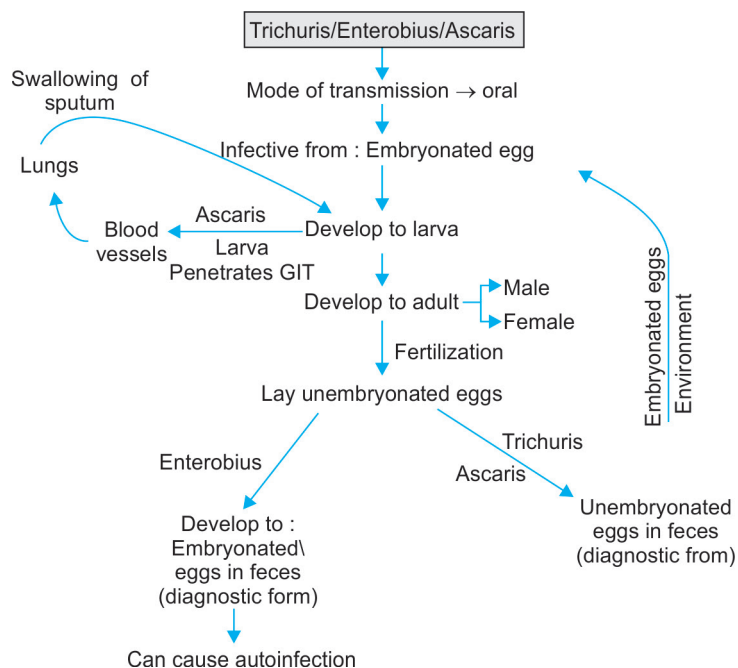 Trichuris/Enterobius/Ascaris
Mode of transmission → oral
Swallowing of
sputum
Infective from : Embryonated egg
Lungs
Ascaris
Blood
vessels
Larva
Penetrates GIT
Develop to larva
Develop to adult
Male
Female
Fertilization
Embryonated eggs
Environment
Lay unembryonated eggs
Enterobius
Trichuris
Ascaris
Develop to :
Embryonated\
eggs in feces
(diagnostic form)
Unembryonated
eggs in feces
(diagnostic from)
Can cause autoinfection